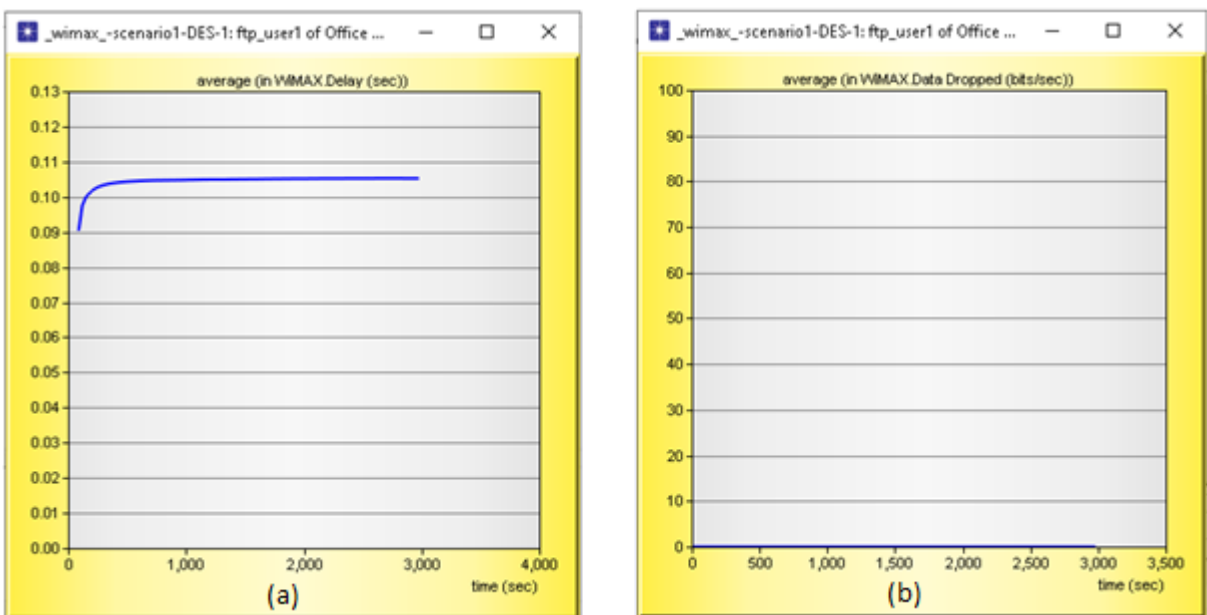 _wimax_-scenario1-DES-1: ftp_user1 of Office ...
average (in WiMAX.Delay (sec))
0.13
0.12
0.11
0.10
0.09
0.08
0.07
0.06
0.05
0.04
0.03
0.02
0.01
0.00
0 1,000 2,000 3,000 4,000
time (sec)
(a)
_wimax_-scenario1-DES-1: ftp_user1 of Office ...
average (in WiMAX.Data Dropped (bits/sec))
100
90
80
70
60
50
40
30
20
10
0
0 500 1,000 1,500 2,000 2,500 3,000 3,500
time (sec)
(b)